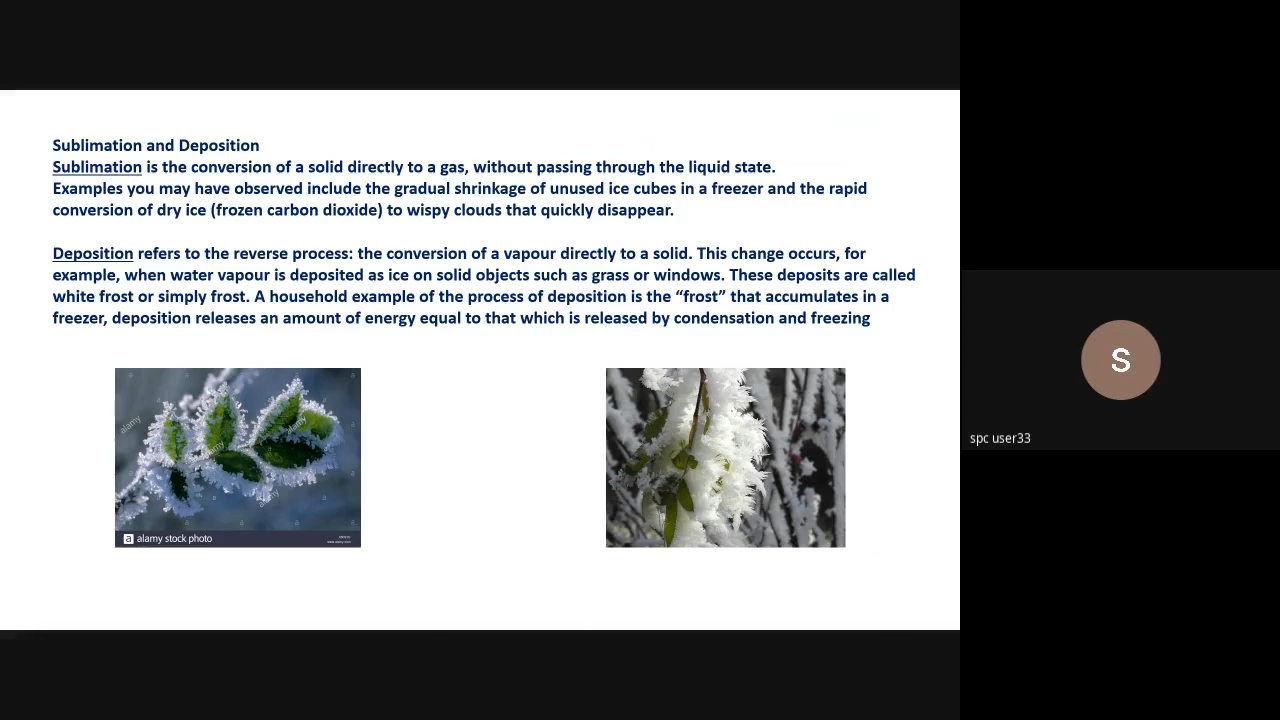 Sublimation and Deposition
Sublimation is the conversion of a solid directly to a gas, without passing through the liquid state.
Examples you may have observed include the gradual shrinkage of unused ice cubes in a freezer and the rapid
conversion of dry ice (frozen carbon dioxide) to wispy clouds that quickly disappear.
Deposition refers to the reverse process: the conversion of a vapour directly to a solid. This change occurs, for
example, when water vapour is deposited as ice on solid objects such as grass or windows. These deposits are called
white frost or simply frost. A household example of the process of deposition is the “frost” that accumulates in a
freezer, deposition releases an amount of energy equal to that which is released by condensation and freezing
alamy
alamy
alamy
alamy
a alamy stock photo
S
spc user33